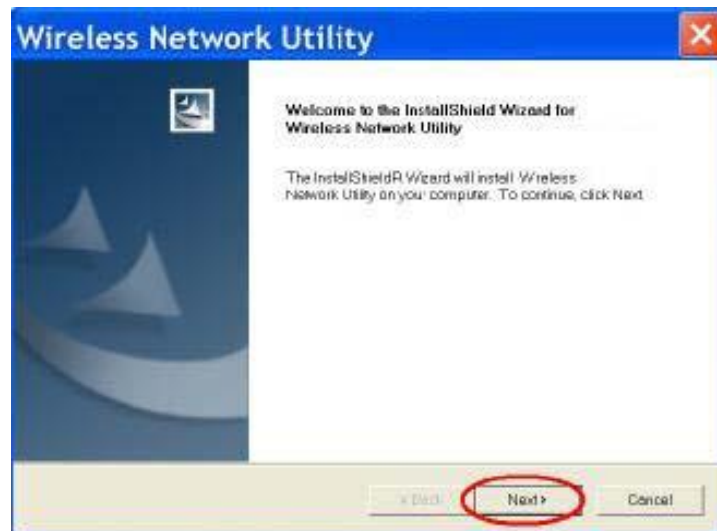 Wireless Network Utility
Welcome to the InstallShield Wizard for
Wireless Network Utility
The InstallShieldR Wizard will install Wireless
Network Utility on your computer. To continue, click Next
< Back
Next >
Cancel